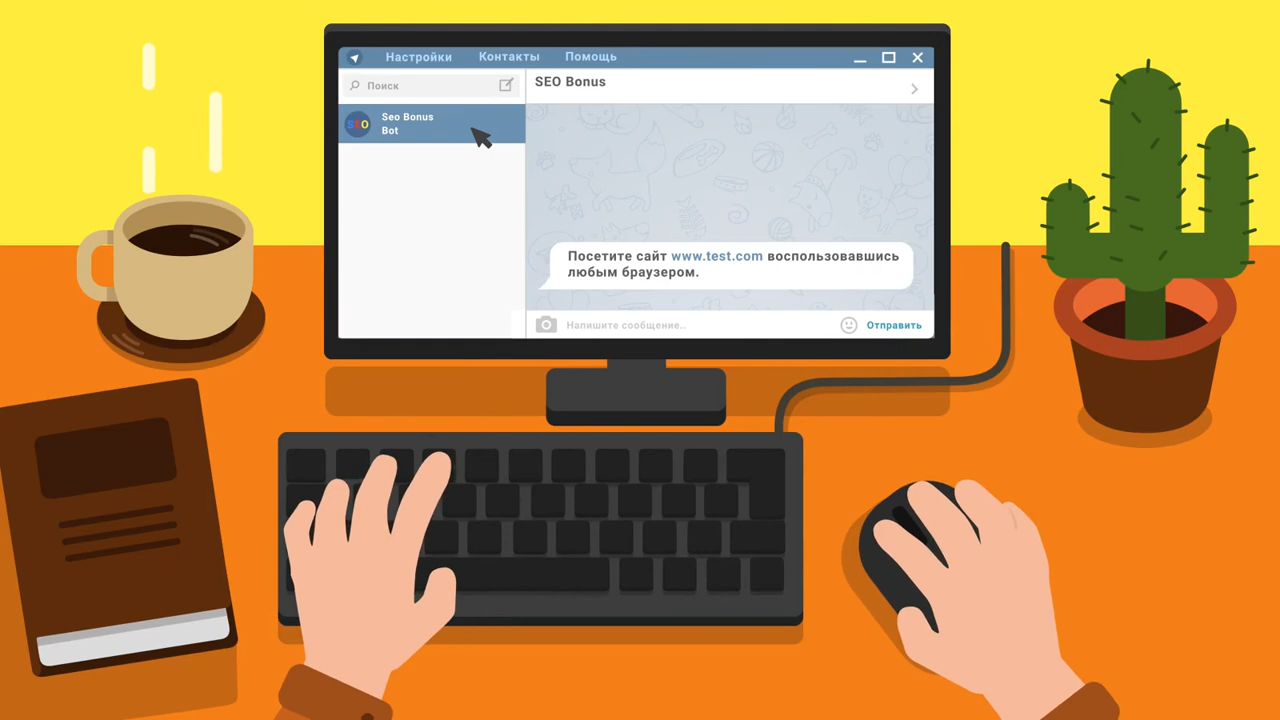 Настройки Контакты Помощь
Поиск
SEO Bonus
SEO
Seo Bonus
Bot
Посетите сайт www.test.com воспользовавшись
любым браузером.
Напишите сообщение..
Отправить